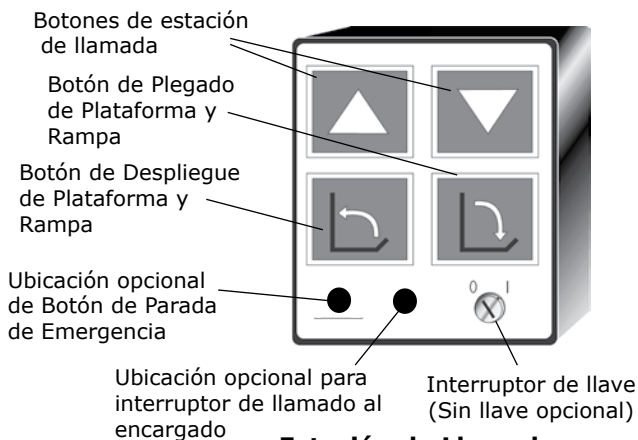 Botones de estación
de llamada
Botón de Plegado
de Plataforma y
Rampa
Botón de Despliegue
de Plataforma y
Rampa
Ubicación opcional
de Botón de Parada
de Emergencia
0 I
Ubicación opcional para
interruptor de llamado al
encargado
Interruptor de llave
(Sin llave opcional)